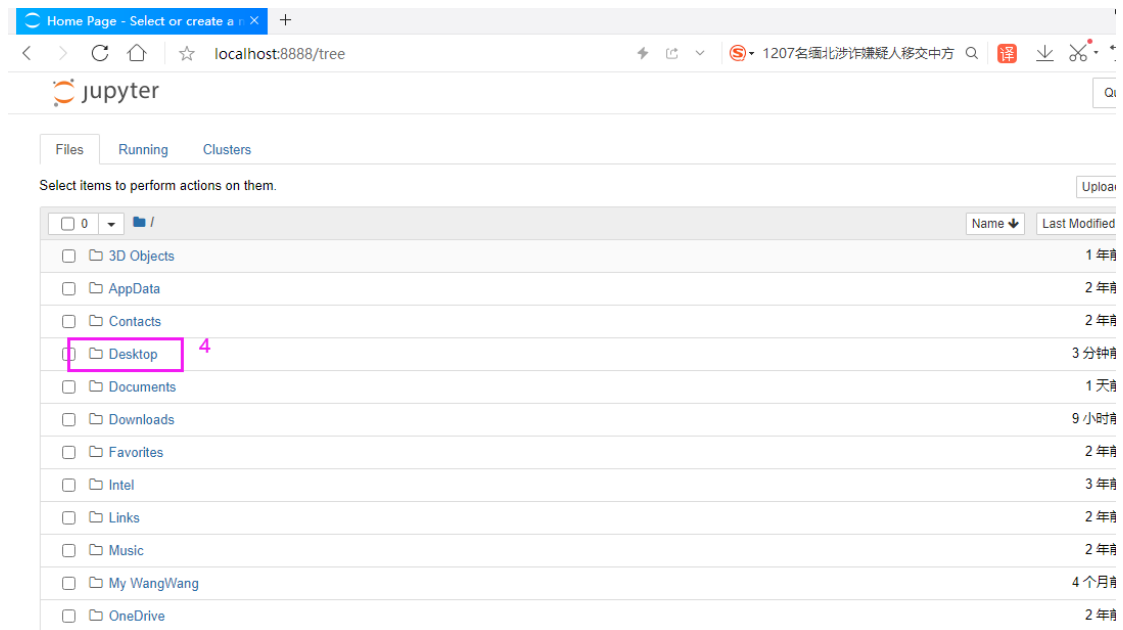 Home Page - Select or create a n
localhost:8888/tree
1207名缅北涉诈嫌疑人移交中方
译
jupyter
Qu
Files Running Clusters
Select items to perform actions on them.
Uploa
0 / Name Last Modified
3D Objects 1 年前
AppData 2 年前
Contacts 2 年前
Desktop 4 3 分钟前
Documents 1 天前
Downloads 9 小时前
Favorites 2 年前
Intel 3 年前
Links 2 年前
Music 2 年前
My WangWang 4 个月前
OneDrive 2 年前